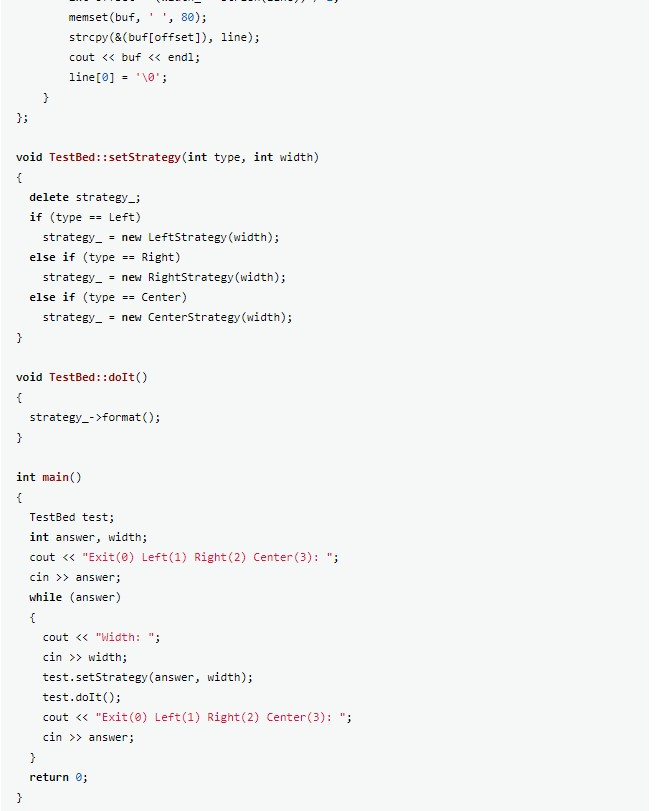 memset(buf, ' ', 80);
        strcpy(&(buf[offset]), line);
        cout << buf << endl;
        line[0] = '\0';
    }
};
void TestBed::setStrategy(int type, int width)
{
  delete strategy_;
  if (type == Left)
    strategy_ = new LeftStrategy(width);
  else if (type == Right)
    strategy_ = new RightStrategy(width);
  else if (type == Center)
    strategy_ = new CenterStrategy(width);
}
void TestBed::doIt()
{
  strategy_->format();
}
int main()
{
  TestBed test;
  int answer, width;
  cout << "Exit(0) Left(1) Right(2) Center(3): ";
  cin >> answer;
  while (answer)
  {
    cout << "Width: ";
    cin >> width;
    test.setStrategy(answer, width);
    test.doIt();
    cout << "Exit(0) Left(1) Right(2) Center(3): ";
    cin >> answer;
  }
  return 0;
}